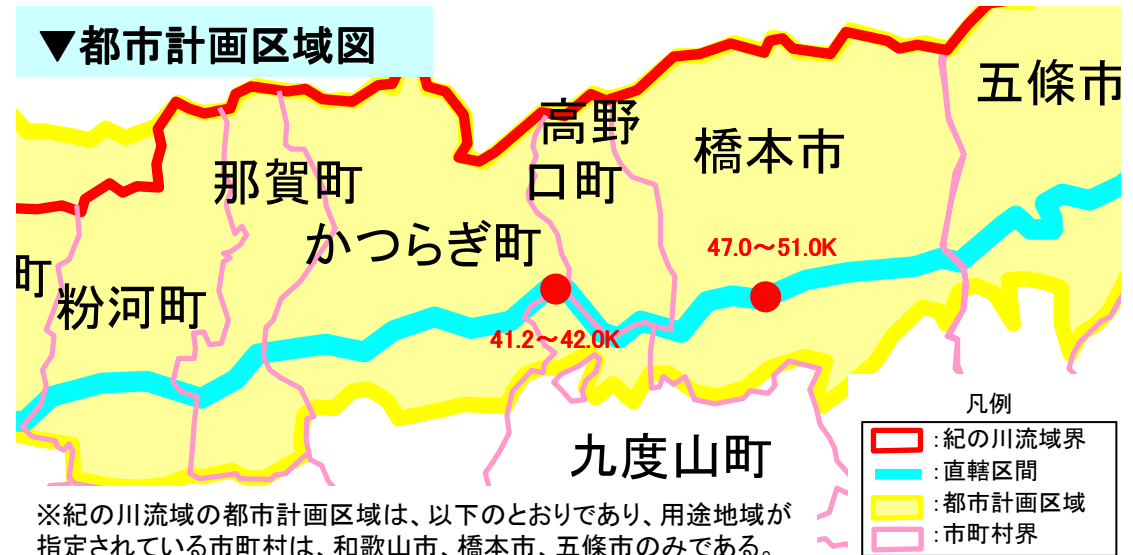 ▼都市計画区域図
五條市
高野
口町
橋本市
那賀町
かつらぎ町
47.0～51.0K
町
粉河町
41.2～42.0K
九度山町
凡例
:紀の川流域界
:直轄区間
:都市計画区域
:市町村界
※紀の川流域の都市計画区域は、以下のとおりであり、用途地域が
指定されている市町村は、和歌山市、橋本市、五條市のみである。